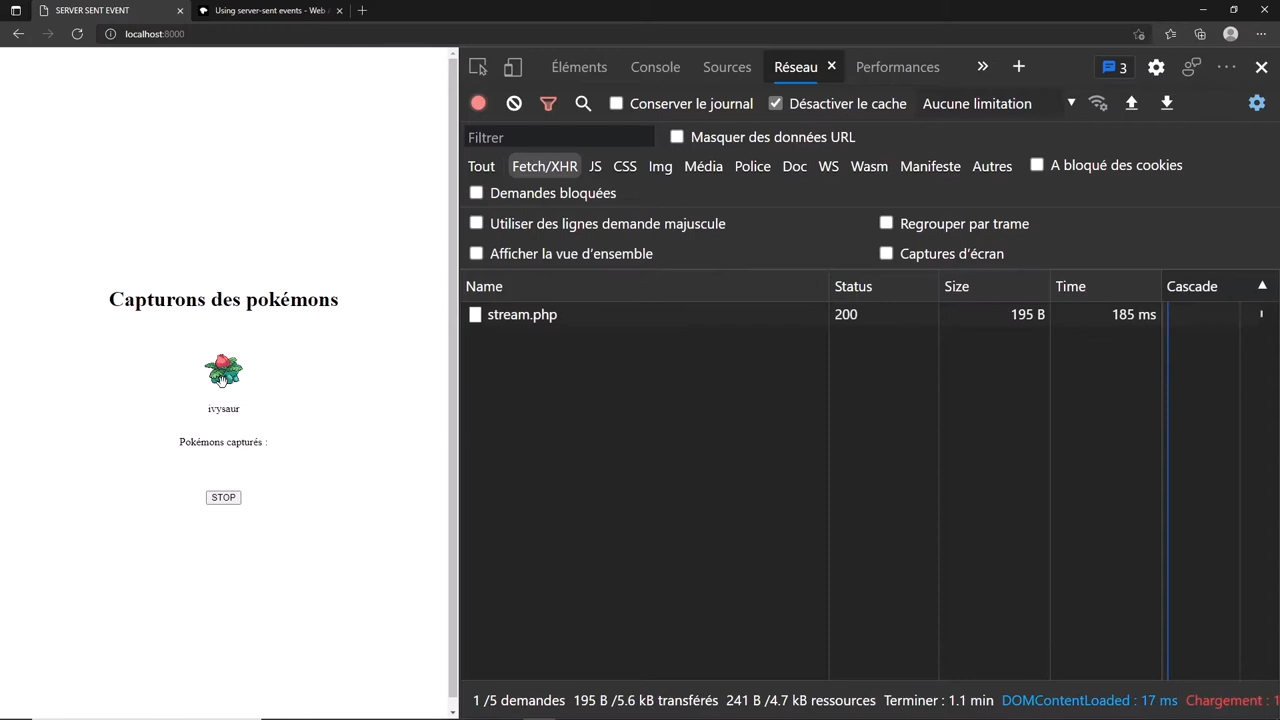 SERVER SENT EVENT
Using server-sent events - Web
localhost:8000
Éléments Console Sources Réseau Performances 3
Conserver le journal Désactiver le cache Aucune limitation
Filtrer Masquer des données URL
Tout Fetch/XHR JS CSS Img Média Police Doc WS Wasm Manifeste Autres A bloqué des cookies
Demandes bloquées
Utiliser des lignes demande majuscule Regrouper par trame
Afficher la vue d’ensemble Captures d’écran
Name Status Size Time Cascade
stream.php 200 195 B 185 ms
Capturons des pokémons
ivysaur
Pokémons capturés :
STOP
1 /5 demandes 195 B /5.6 kB transférés 241 B /4.7 kB ressources Terminer : 1.1 min DOMContentLoaded : 17 ms Chargement :